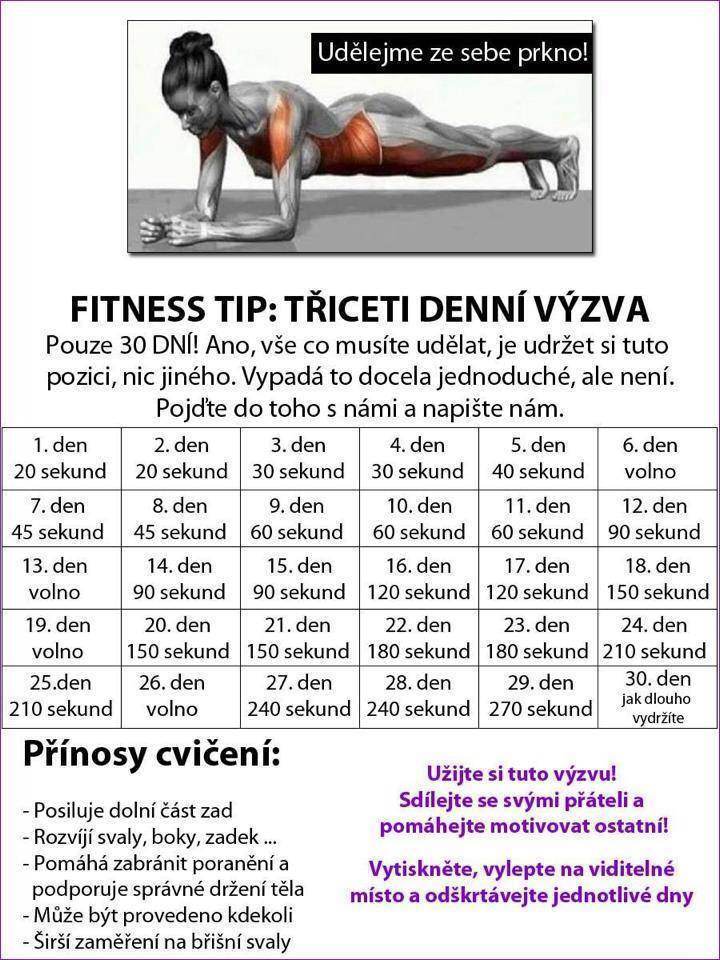 Udělejme ze sebe prkno!
FITNESS TIP: TŘICETI DENNÍ VÝZVA
Pouze 30 DNÍ! Ano, vše co musíte udělat, je udržet si tuto
pozici, nic jiného. Vypadá to docela jednoduché, ale není.
Pojďte do toho s námi a napište nám.
1. den 2. den 3. den 4. den 5. den 6. den
20 sekund 20 sekund 30 sekund 30 sekund 40 sekund volno
7. den 8. den 9. den 10. den 11. den 12. den
45 sekund 45 sekund 60 sekund 60 sekund 60 sekund 90 sekund
13. den 14. den 15. den 16. den 17. den 18. den
volno 90 sekund 90 sekund 120 sekund 120 sekund 150 sekund
19. den 20. den 21. den 22. den 23. den 24. den
volno 150 sekund 150 sekund 180 sekund 180 sekund 210 sekund
25.den 26. den 27. den 28. den 29. den 30. den
210 sekund volno 240 sekund 240 sekund 270 sekund jak dlouho
vydržíte
Přínosy cvičení:
- Posiluje dolní část zad
- Rozvíjí svaly, boky, zadek ...
- Pomáhá zabránit poranění a
podporuje správné držení těla
- Může být provedeno kdekoli
- Širší zaměření na břišní svaly
Užijte si tuto výzvu!
Sdílejte se svými přáteli a
pomáhejte motivovat ostatní!
Vytiskněte, vylepte na viditelné
místo a odškrtávejte jednotlivé dny